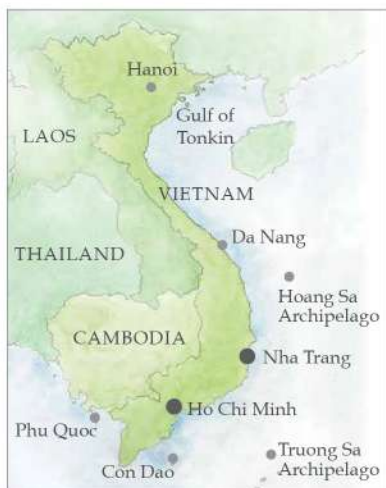 Hanoi
Gulf of
Tonkin
LAOS
VIETNAM
Da Nang
THAILAND
Hoang Sa
Archipelago
CAMBODIA
Nha Trang
Ho Chi Minh
Phu Quoc
Con Dao
Truong Sa
Archipelago